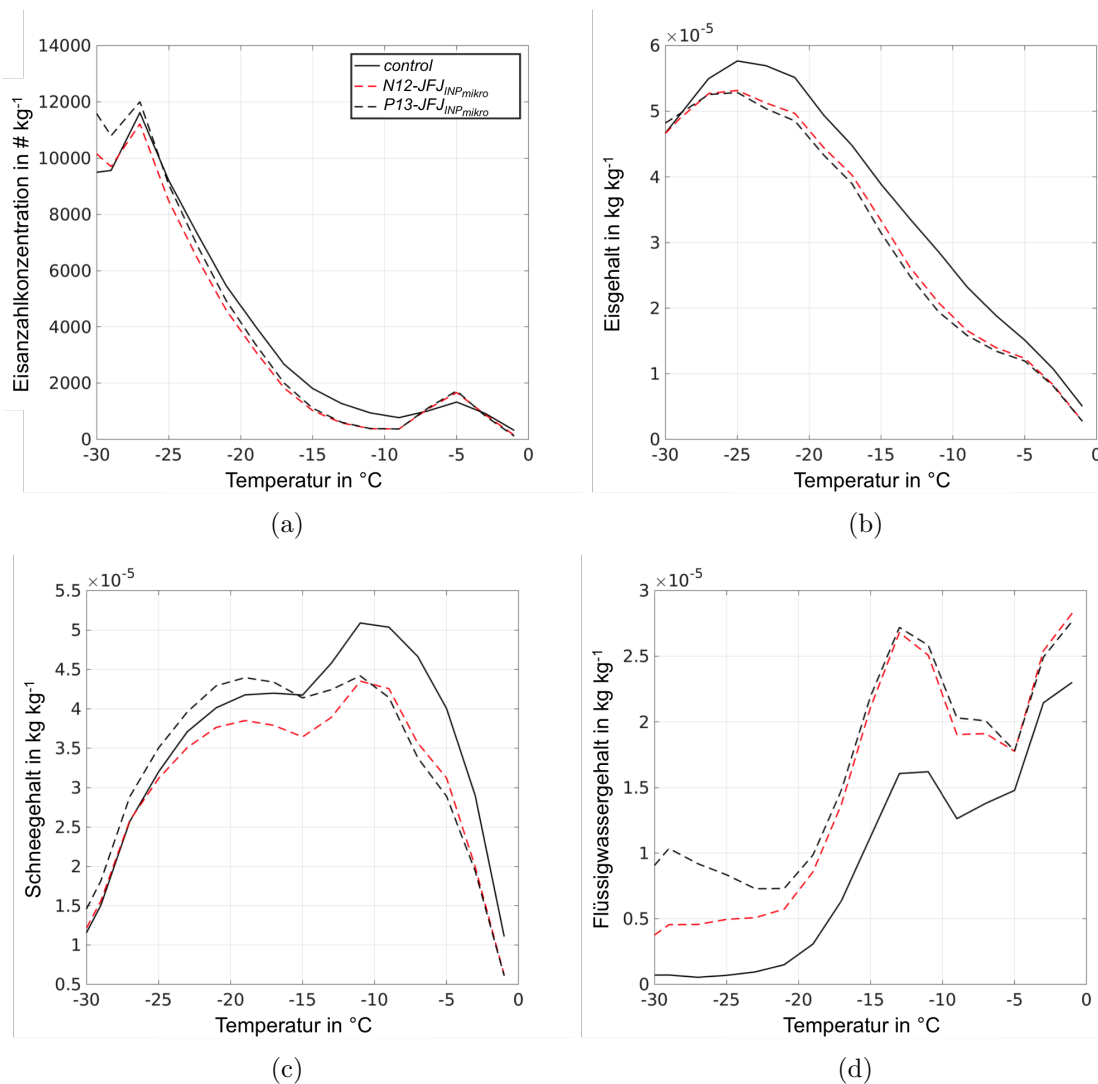 14000
12000
10000
8000
6000
4000
2000
0
-30 -25 -20 -15 -10 -5 0
Eisanzahlkonzentration in # kg-1
Temperatur in °C
control
N12-JFJINPmikro
P13-JFJINPmikro
(a)
×10-5
6
5
4
3
2
1
0
-30 -25 -20 -15 -10 -5 0
Eisgehalt in kg kg-1
Temperatur in °C
(b)
×10-5
5.5
5
4.5
4
3.5
3
2.5
2
1.5
1
0.5
-30 -25 -20 -15 -10 -5 0
Schneegehalt in kg kg-1
Temperatur in °C
(c)
×10-5
3
2.5
2
1.5
1
0.5
0
-30 -25 -20 -15 -10 -5 0
Flüssigwassergehalt in kg kg-1
Temperatur in °C
(d)